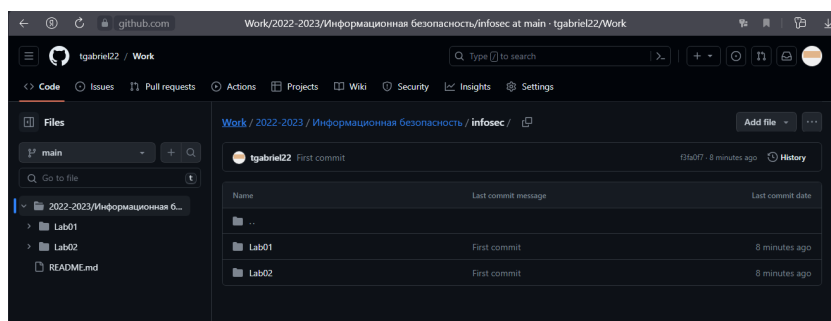 github.com Work/2022-2023/Информационная безопасность/infosec at main · tgabriel22/Work
tgabriel22 / Work Type / to search
Code Issues Pull requests Actions Projects Wiki Security Insights Settings
Files Work / 2022-2023 / Информационная безопасность / infosec / Add file
main tgabriel22 First commit f3fa0f7 · 8 minutes ago History
Go to file t
Name Last commit message Last commit date
2022-2023/Информационная б...
..
Lab01
Lab01 First commit 8 minutes ago
Lab02
README.md
Lab02 First commit 8 minutes ago